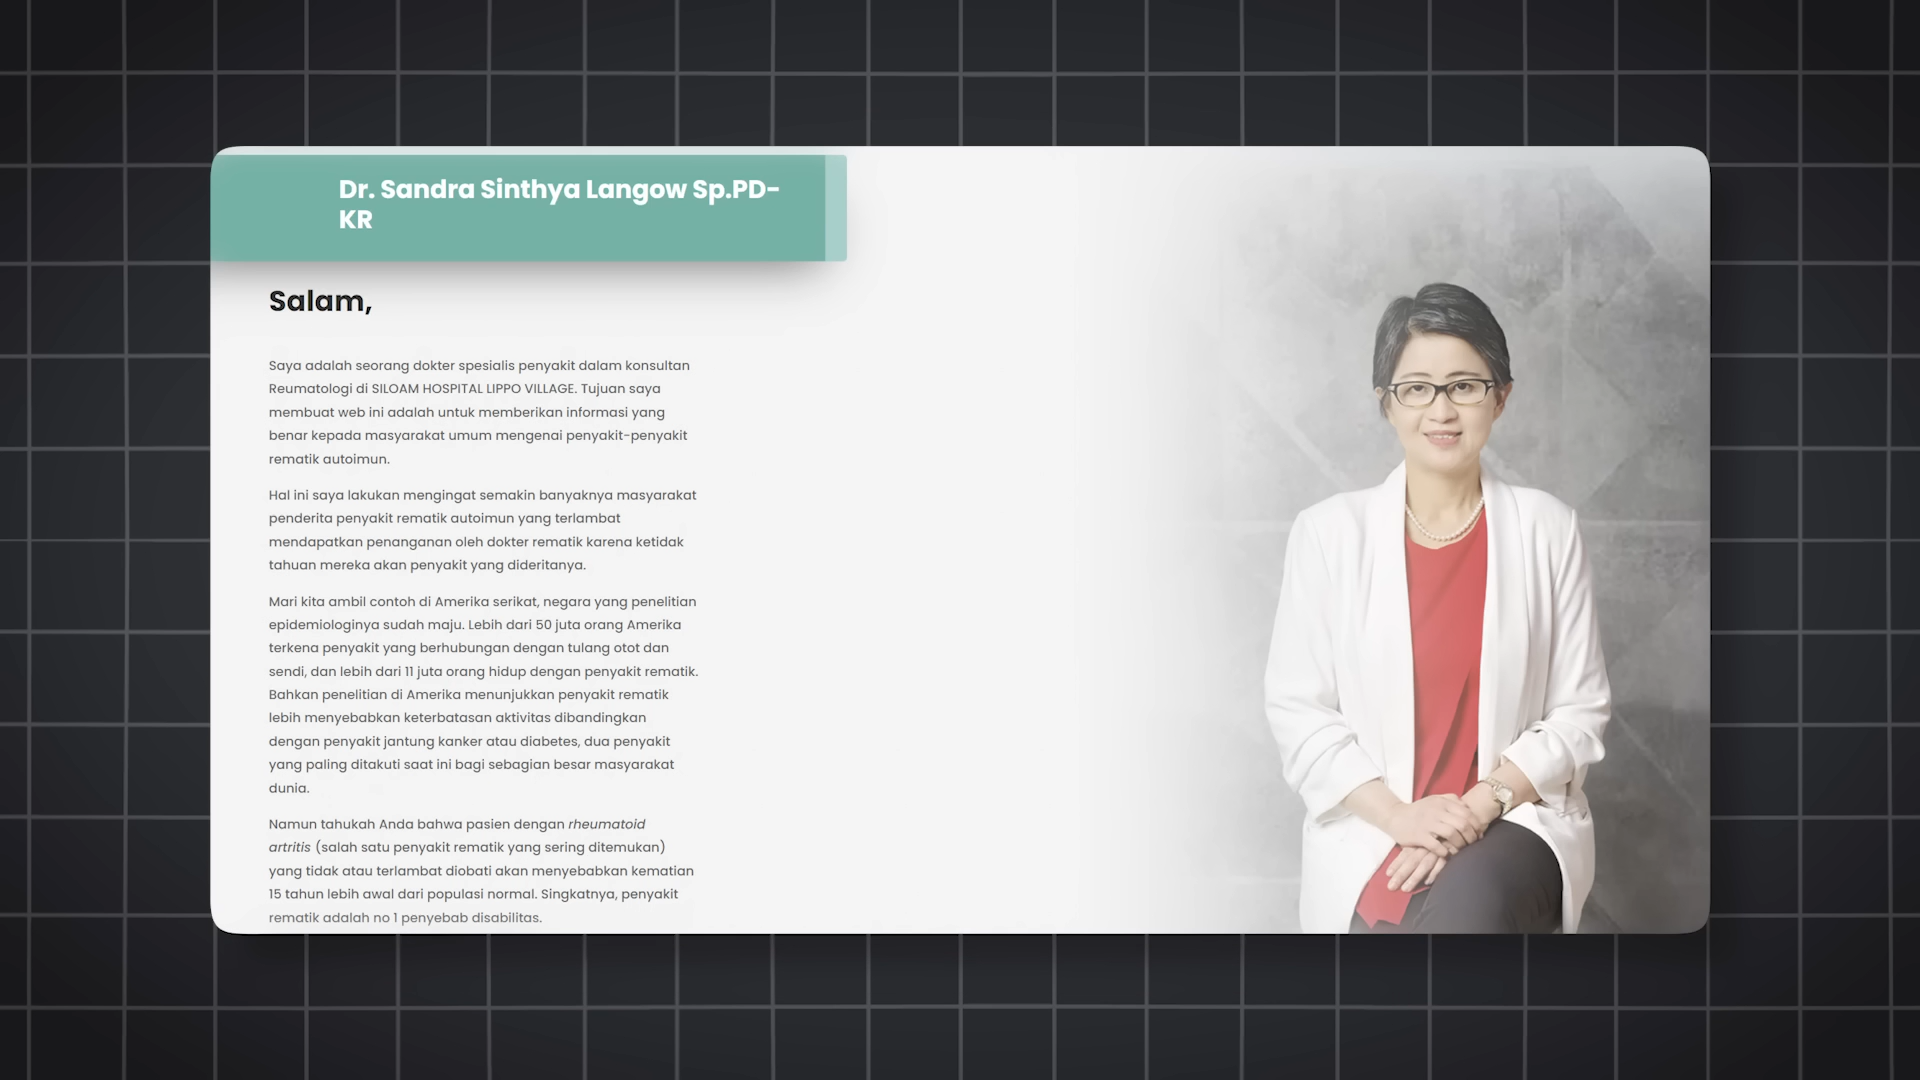 Dr. Sandra Sinthya Langow Sp.PD-
KR
Salam,
Saya adalah seorang dokter spesialis penyakit dalam konsultan
Reumatologi di SILOAM HOSPITAL LIPPO VILLAGE. Tujuan saya
membuat web ini adalah untuk memberikan informasi yang
benar kepada masyarakat umum mengenai penyakit-penyakit
rematik autoimun.
Hal ini saya lakukan mengingat semakin banyaknya masyarakat
penderita penyakit rematik autoimun yang terlambat
mendapatkan penanganan oleh dokter rematik karena ketidak
tahuan mereka akan penyakit yang dideritanya.
Mari kita ambil contoh di Amerika serikat, negara yang penelitian
epidemiologinya sudah maju. Lebih dari 50 juta orang Amerika
terkena penyakit yang berhubungan dengan tulang otot dan
sendi, dan lebih dari 11 juta orang hidup dengan penyakit rematik.
Bahkan penelitian di Amerika menunjukkan penyakit rematik
lebih menyebabkan keterbatasan aktivitas dibandingkan
dengan penyakit jantung kanker atau diabetes, dua penyakit
yang paling ditakuti saat ini bagi sebagian besar masyarakat
dunia.
Namun tahukah Anda bahwa pasien dengan rheumatoid
artritis (salah satu penyakit rematik yang sering ditemukan)
yang tidak atau terlambat diobati akan menyebabkan kematian
15 tahun lebih awal dari populasi normal. Singkatnya, penyakit
rematik adalah no 1 penyebab disabilitas.